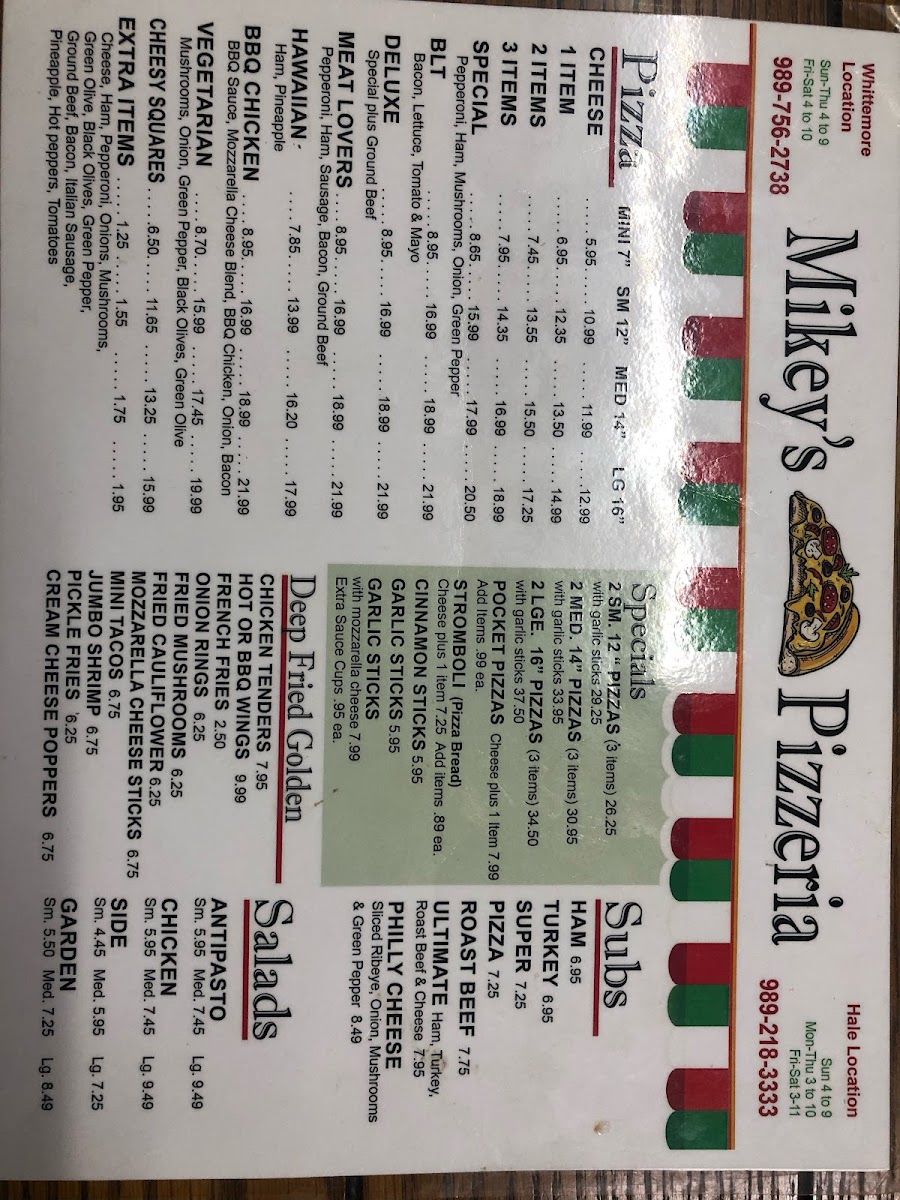 Whittemore
Location
Sun-Thu 4 to 9
Fri-Sat 4 to 10
989-756-2738
Mikey's Pizzeria
Hale Location
Sun 4 to 9
Mon-Thu 3 to 10
Fri-Sat 3-11
989-218-3333
Pizza MINI 7" SM 12" MED 14" LG 16"
CHEESE ......5.95 ......10.99 ......11.99 ......12.99
1 ITEM ......6.95 ......12.35 ......13.50 ......14.99
2 ITEMS ......7.45 ......13.55 ......15.50 ......17.25
3 ITEMS ......7.95 ......14.35 ......16.99 ......18.99
SPECIAL ......8.65 ......15.99 ......17.99 ......20.50
Pepperoni, Ham, Mushrooms, Onion, Green Pepper
BLT ......8.95 ......16.99 ......18.99 ......21.99
Bacon, Lettuce, Tomato & Mayo
DELUXE ......8.95 ......16.99 ......18.99 ......21.99
Special plus Ground Beef
MEAT LOVERS ....8.95 ......16.99 ......18.99 ......21.99
Pepperoni, Ham, Sausage, Bacon, Ground Beef
HAWAIIAN - ....7.85 ......13.99 ......16.20 ......17.99
Ham, Pineapple
BBQ CHICKEN ....8.95 ......16.99 ......18.99 ......21.99
BBQ Sauce, Mozzarella Cheese Blend, BBQ Chicken, Onion, Bacon
VEGETARIAN ....8.70 ......15.99 ......17.45 ......19.99
Mushrooms, Onion, Green Pepper, Black Olives, Green Olive
CHEESY SQUARES ....6.50 ......11.65 ......13.25 ......15.99
EXTRA ITEMS ....1.25 ......1.55 ......1.75 ......1.95
Cheese, Ham, Pepperoni, Onions, Mushrooms,
Green Olive, Black Olives, Green Pepper,
Ground Beef, Bacon, Italian Sausage,
Pineapple, Hot peppers, Tomatoes
Specials
2 SM. 12 " PIZZAS (3 items) 26.25
with garlic sticks 29.25
2 MED. 14" PIZZAS (3 items) 30.95
with garlic sticks 33.95
2 LGE. 16" PIZZAS (3 items) 34.50
with garlic sticks 37.50
POCKET PIZZAS Cheese plus 1 Item 7.99
Add Items .99 ea.
STROMBOLI (Pizza Bread)
Cheese plus 1 item 7.25 Add items .89 ea.
CINNAMON STICKS 5.95
GARLIC STICKS 5.95
GARLIC STICKS
with mozzarella cheese 7.99
Extra Sauce Cups .95 ea.
Deep Fried Golden
CHICKEN TENDERS 7.95
HOT OR BBQ WINGS 9.99
FRENCH FRIES 2.50
ONION RINGS 6.25
FRIED MUSHROOMS 6.25
FRIED CAULIFLOWER 6.25
MOZZARELLA CHEESE STICKS 6.75
MINI TACOS 6.75
JUMBO SHRIMP 6.75
PICKLE FRIES 6.25
CREAM CHEESE POPPERS 6.75
Subs
HAM 6.95
TURKEY 6.95
SUPER 7.25
PIZZA 7.25
ROAST BEEF 7.75
ULTIMATE Ham, Turkey,
Roast Beef & Cheese 7.95
PHILLY CHEESE
Sliced Ribeye, Onion, Mushrooms
& Green Pepper 8.49
Salads
ANTIPASTO
Sm. 5.95 Med. 7.45 Lg. 9.49
CHICKEN
Sm. 5.95 Med. 7.45 Lg. 9.49
SIDE
Sm. 4.45 Med. 5.95 Lg. 7.25
GARDEN
Sm. 5.50 Med. 7.25 Lg. 8.49